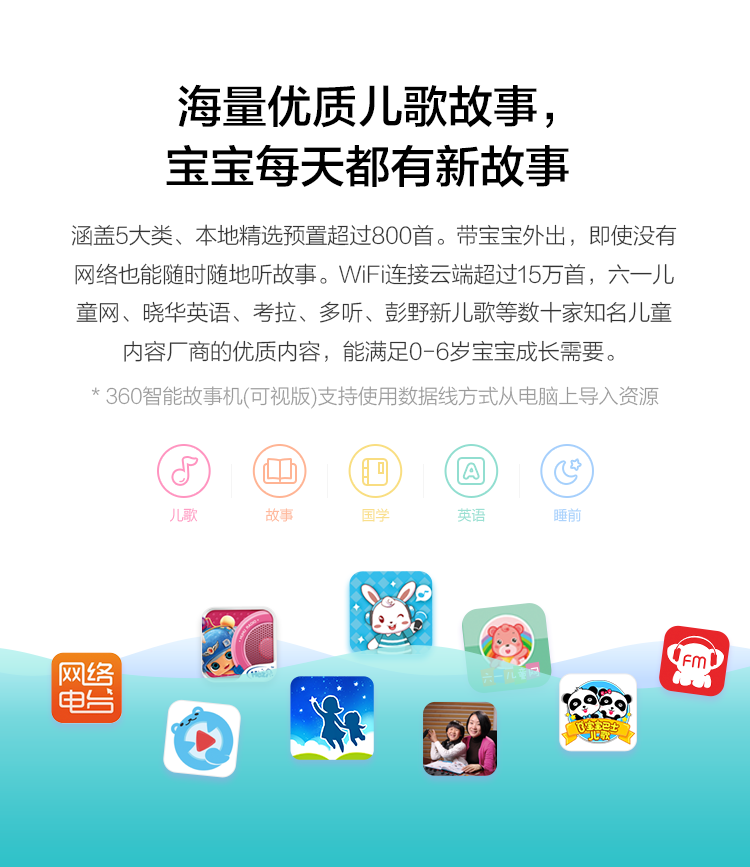 海量优质儿歌故事，
宝宝每天都有新故事
涵盖5大类、本地精选预置超过800首。带宝宝外出，即使没有
网络也能随时随地听故事。WiFi连接云端超过15万首，六一儿
童网、晓华英语、考拉、多听、彭野新儿歌等数十家知名儿童
内容厂商的优质内容，能满足0-6岁宝宝成长需要。
* 360智能故事机(可视版)支持使用数据线方式从电脑上导入资源
儿歌
故事
国学
A
英语
睡前
网络
电台
FM
宝宝巴士
儿歌